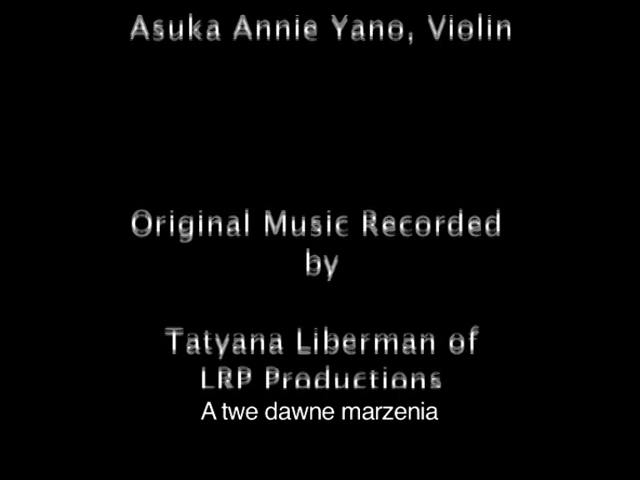 Asuka Annie Yano, Violin
Original Music Recorded
by
Tatyana Liberman of
LRP Productions
A twe dawne marzenia